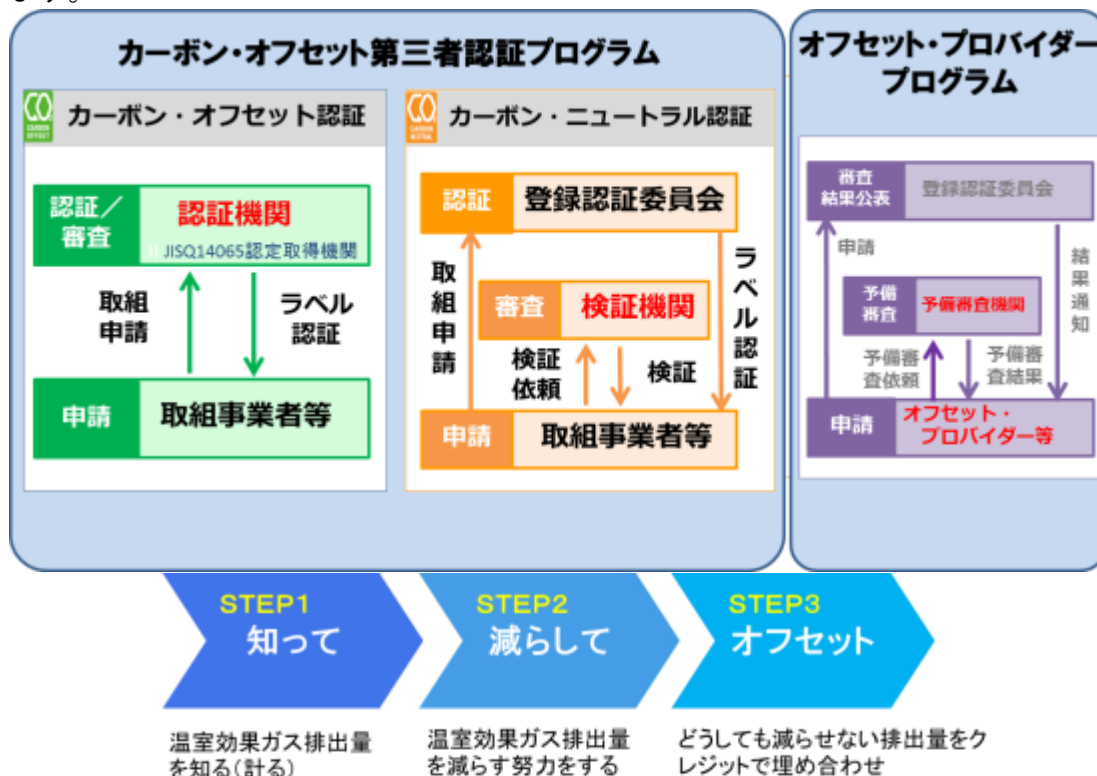 ます。
カーボン・オフセット第三者認証プログラム
CO
CARBON
OFFSET
カーボン・オフセット認証
認証／
審査
認証機関
JISQ14065認定取得機関
取組
申請
ラベル
認証
申請
取組事業者等
CO
CARBON
NEUTRAL
カーボン・ニュートラル認証
認証
登録認証委員会
取組申請
審査
検証機関
ラベル認証
検証
依頼
検証
申請
取組事業者等
オフセット・プロバイダー
プログラム
審査
結果公表
登録認証委員会
申請
結果通知
予備
審査
予備審査機関
予備審
査依頼
予備審
査結果
申請
オフセット・
プロバイダー等
STEP1
知って
STEP2
減らして
STEP3
オフセット
温室効果ガス排出量
を知る(計る)
温室効果ガス排出量
を減らす努力をする
どうしても減らせない排出量をク
レジットで埋め合わせ